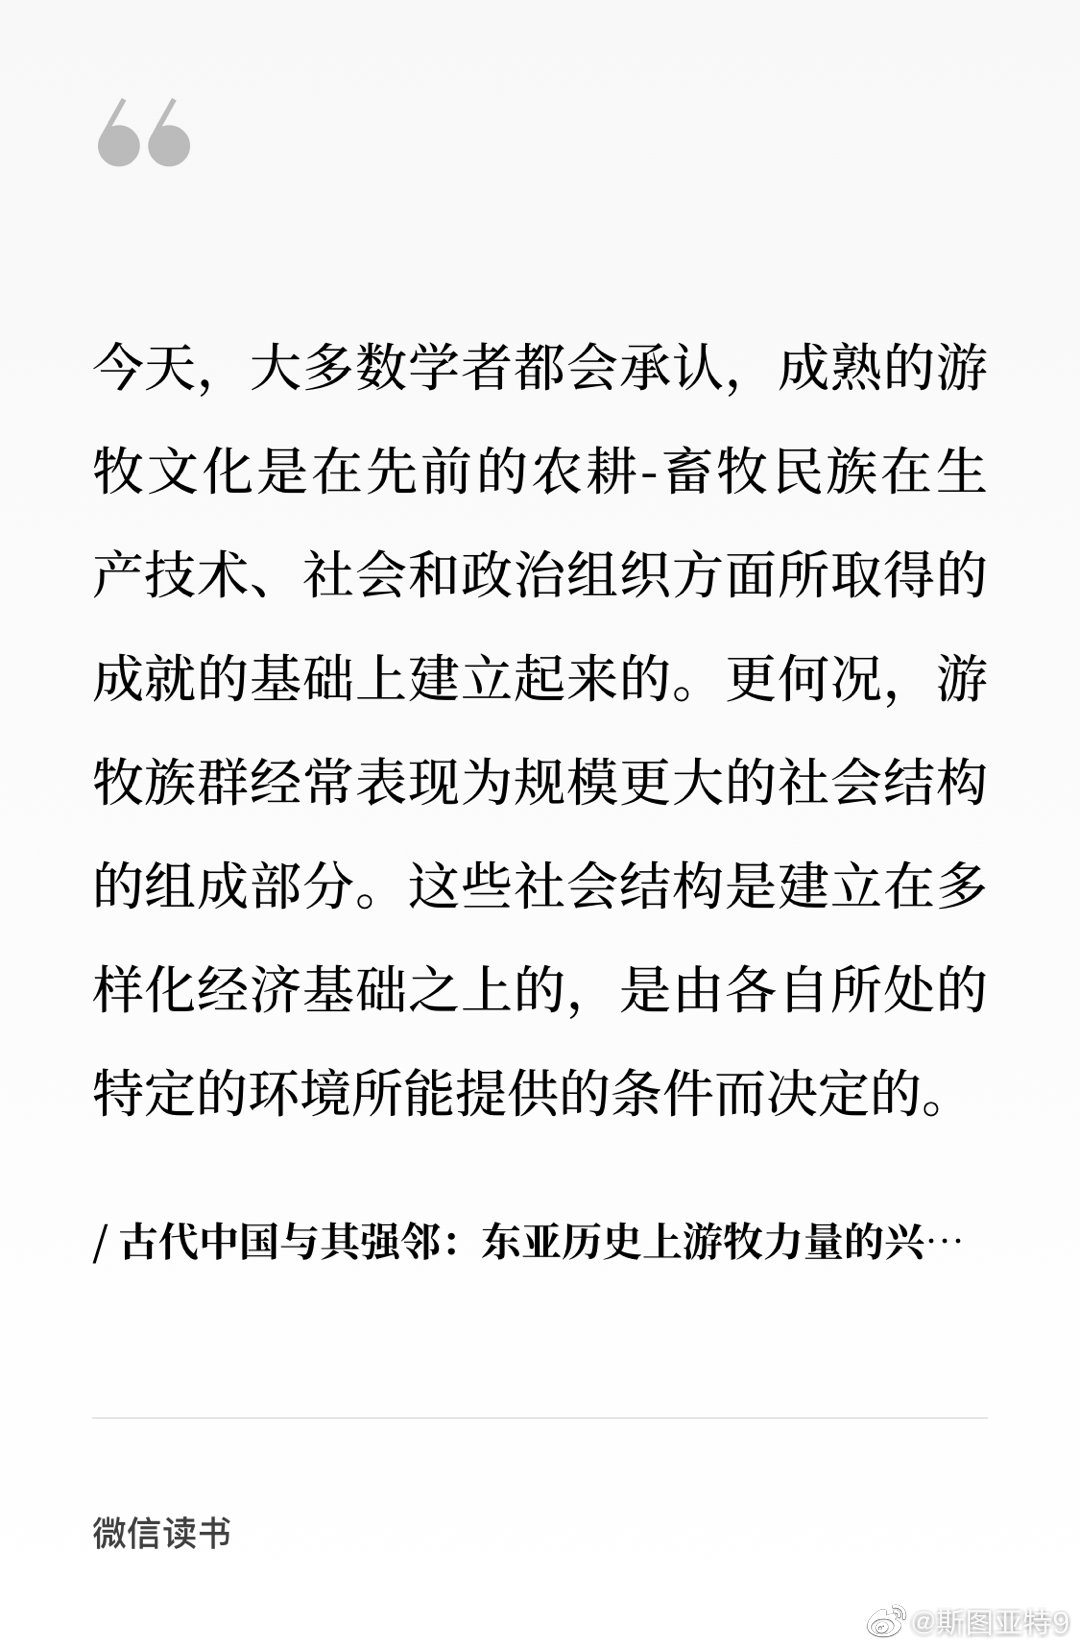 今天，大多数学者都会承认，成熟的游
牧文化是在先前的农耕-畜牧民族在生
产技术、社会和政治组织方面所取得的
成就的基础上建立起来的。更何况，游
牧族群经常表现为规模更大的社会结构
的组成部分。这些社会结构是建立在多
样化经济基础之上的，是由各自所处的
特定的环境所能提供的条件而决定的。
/ 古代中国与其强邻：东亚历史上游牧力量的兴…
微信读书
@斯图亚特9